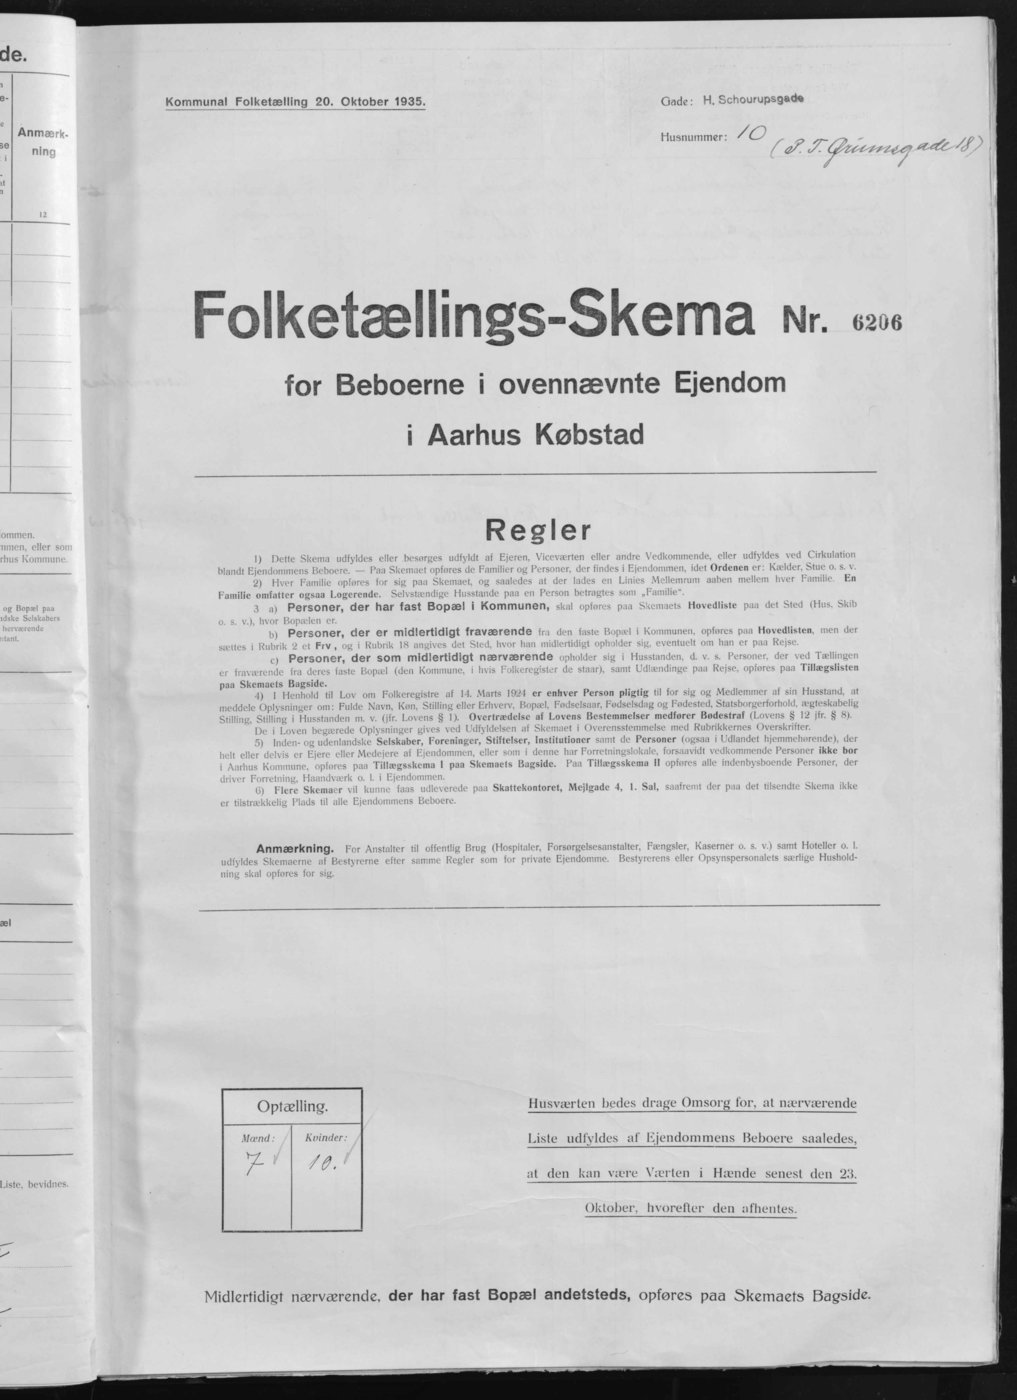 de.
Anmærk-
ning
12
ommen.
mmen, eller som
rhus Kommune.
og Bopæl paa
ndske Selskabers
herværende
ntant.
æl
Liste, bevidnes.
Kommunal Folketælling 20. Oktober 1935.
Gade: H. Schourupsgade
Husnummer: 10
(P. T. Ørumsgade 18)
Folketællings-Skema Nr. 6206
for Beboerne i ovennævnte Ejendom
i Aarhus Købstad
Regler
1) Dette Skema udfyldes eller besørges udfyldt af Ejeren, Viceværten eller andre Vedkommende, eller udfyldes ved Cirkulation
blandt Ejendommens Beboere. — Paa Skemaet opføres de Familier og Personer, der findes i Ejendommen, idet Ordenen er: Kælder, Stue o. s. v.
2) Hver Familie opføres for sig paa Skemaet, og saaledes at der lades en Linies Mellemrum aaben mellem hver Familie. En
Familie omfatter ogsaa Logerende. Selvstændige Husstande paa en Person betragtes som „Familie“.
3 a) Personer, der har fast Bopæl i Kommunen, skal opføres paa Skemaets Hovedliste paa det Sted (Hus, Skib
o. s. v.), hvor Bopælen er.
b) Personer, der er midlertidigt fraværende fra den faste Bopæl i Kommunen, opføres paa Hovedlisten, men der
sættes i Rubrik 2 et Frv., og i Rubrik 18 angives det Sted, hvor han midlertidigt opholder sig, eventuelt om han er paa Rejse.
c) Personer, der som midlertidigt nærværende opholder sig i Husstanden, d. v. s. Personer, der ved Tællingen
er fraværende fra deres faste Bopæl (den Kommune, i hvis Folkeregister de staar), samt Udlændinge paa Rejse, opføres paa Tillægslisten
paa Skemaets Bagside.
4) I Henhold til Lov om Folkeregistre af 14. Marts 1924 er enhver Person pligtig til for sig og Medlemmer af sin Husstand, at
meddele Oplysninger om: Fulde Navn, Køn, Stilling eller Erhverv, Bopæl, Fødselsaar, Fødselsdag og Fødested, Statsborgerforhold, ægteskabelig
Stilling, Stilling i Husstanden m. v. (jfr. Lovens § 1). Overtrædelse af Lovens Bestemmelser medfører Bødestraf (Lovens § 12 jfr. § 8).
De i Loven begærede Oplysninger gives ved Udfyldelsen af Skemaet i Overensstemmelse med Rubrikkernes Overskrifter.
5) Inden- og udenlandske Selskaber, Foreninger, Stiftelser, Institutioner samt de Personer (ogsaa i Udlandet hjemmehørende), der
helt eller delvis er Ejere eller Medejere af Ejendommen, eller som i denne har Forretningslokale, forsaavidt vedkommende Personer ikke bor
i Aarhus Kommune, opføres paa Tillægsskema I paa Skemaets Bagside. Paa Tillægsskema II opføres alle indenbysboende Personer, der
driver Forretning, Haandværk o. l. i Ejendommen.
6) Flere Skemaer vil kunne faas udleverede paa Skattekontoret, Mejlgade 4, 1. Sal, saafremt der paa det tilsendte Skema ikke
er tilstrækkelig Plads til alle Ejendommens Beboere.
Anmærkning. For Anstalter til offentlig Brug (Hospitaler, Forsørgelsesanstalter, Fængsler, Kaserner o. s. v.) samt Hoteller o. l.
udfyldes Skemaerne af Bestyrerne efter samme Regler som for private Ejendomme. Bestyrerens eller Opsynspersonalets særlige Hushold-
ning skal opføres for sig.
Optælling.
Mænd: Kvinder:
7 10.
Husværten bedes drage Omsorg for, at nærværende
Liste udfyldes af Ejendommens Beboere saaledes,
at den kan være Værten i Hænde senest den 23.
Oktober, hvorefter den afhentes.
Midlertidigt nærværende, der har fast Bopæl andetsteds, opføres paa Skemaets Bagside.